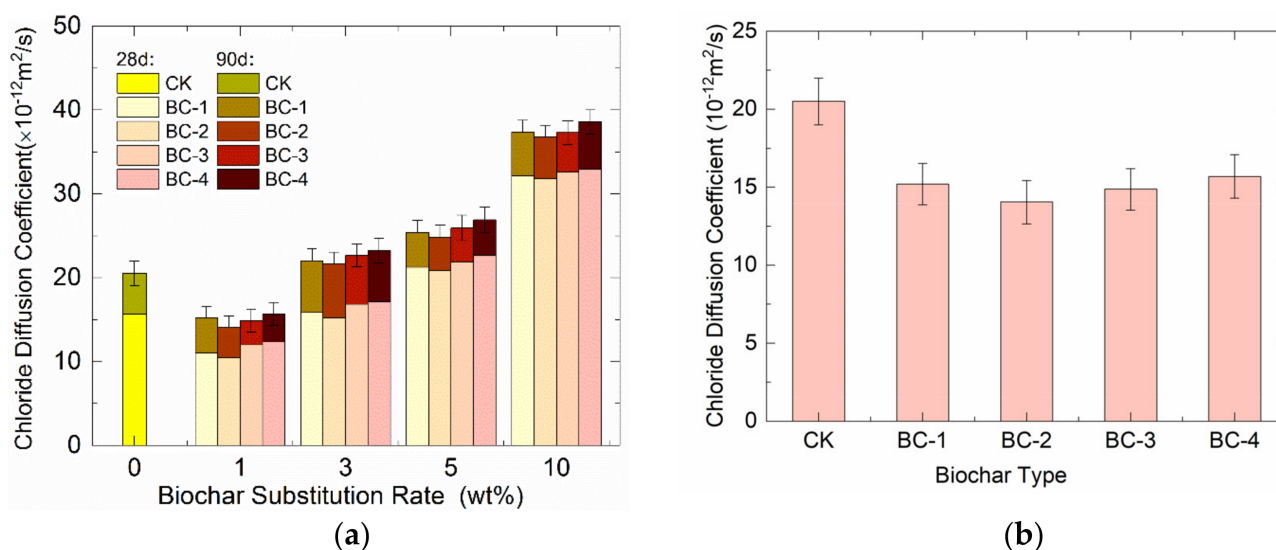 50
40
30
20
10
0
Chloride Diffusion Coefficient(×10⁻¹²m²/s)
28d: 90d:
CK CK
BC-1 BC-1
BC-2 BC-2
BC-3 BC-3
BC-4 BC-4
0 1 3 5 10
Biochar Substitution Rate (wt%)
(a)
25
20
15
10
5
0
Chloride Diffusion Coefficient (10⁻¹²m²/s)
CK BC-1 BC-2 BC-3 BC-4
Biochar Type
(b)